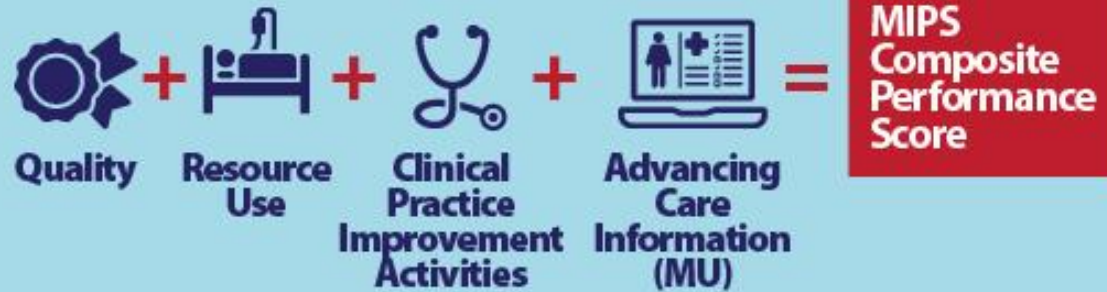 Quality
Resource
Use
Clinical
Practice
Improvement
Activities
Advancing
Care
Information
(MU)
MIPS
Composite
Performance
Score